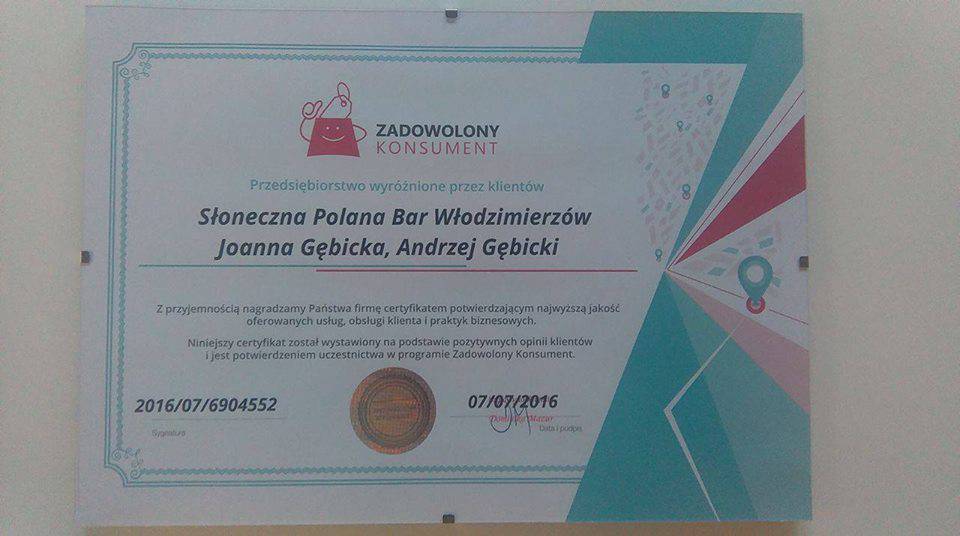 ZADOWOLONY
KONSUMENT
Przedsiębiorstwo wyróżnione przez klientów
Słoneczna Polana Bar Włodzimierzów
Joanna Gębicka, Andrzej Gębicki
Z przyjemnością nagradzamy Państwa firmę certyfikatem potwierdzającym najwyższą jakość
oferowanych usług, obsługi klienta i praktyk biznesowych.
Niniejszy certyfikat został wystawiony na podstawie pozytywnych opinii klientów
i jest potwierdzeniem uczestnictwa w programie Zadowolony Konsument.
2016/07/6904552
Sygnatura
07/07/2016
Data i podpis